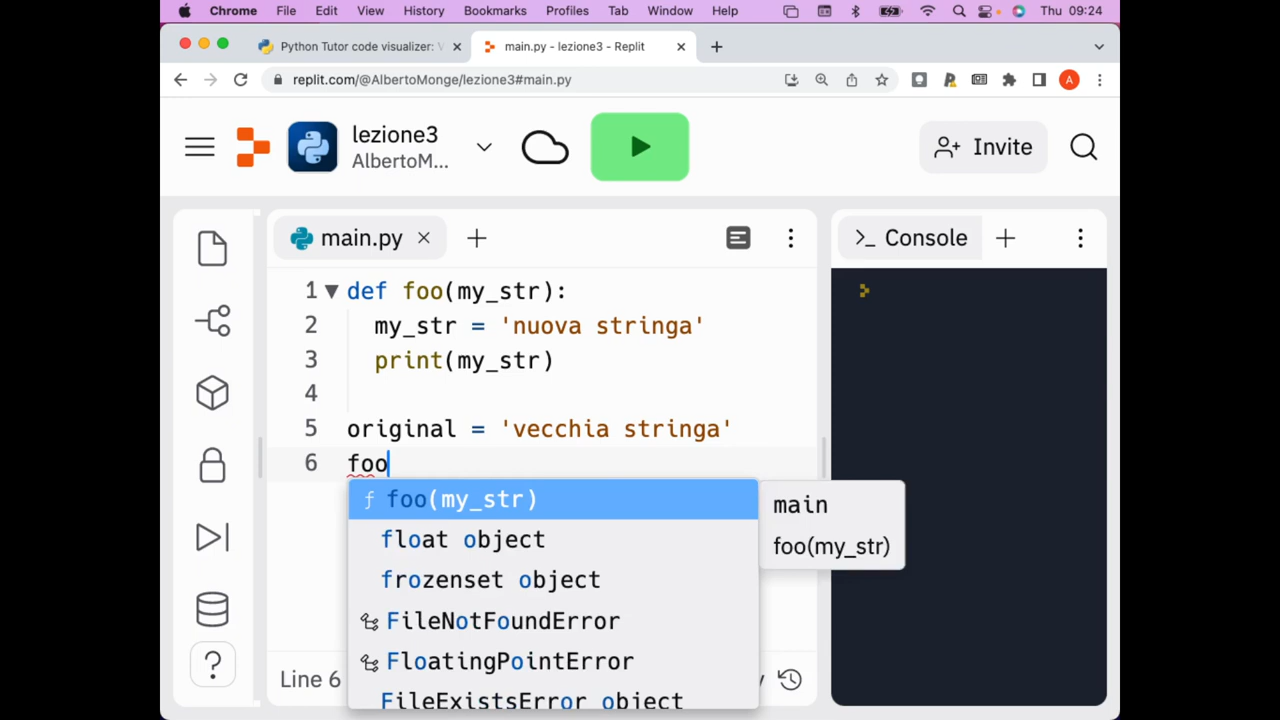 Chrome File Edit View History Bookmarks Profiles Tab Window Help Thu 09:24
Python Tutor code visualizer: main.py - lezione3 - Replit
replit.com/@AlbertoMonge/lezione3#main.py A
lezione3
AlbertoM...
Invite
main.py
>_ Console
1 def foo(my_str):
2 my_str = 'nuova stringa'
3 print(my_str)
4
5 original = 'vecchia stringa'
6 foo
foo(my_str)
float object
frozenset object
FileNotFoundError
FloatingPointError
FileExistsError object
main
foo(my_str)
?
Line 6